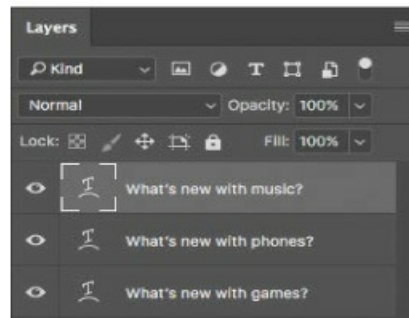 Layers
Kind
Normal Opacity: 100%
Lock: Fill: 100%
What's new with music?
What's new with phones?
What's new with games?